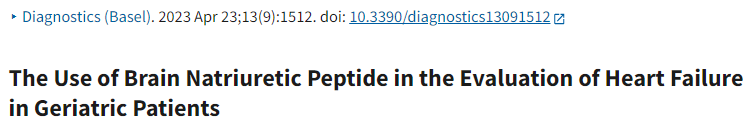 ‣ Diagnostics (Basel). 2023 Apr 23;13(9):1512. doi: 10.3390/diagnostics13091512
The Use of Brain Natriuretic Peptide in the Evaluation of Heart Failure
in Geriatric Patients